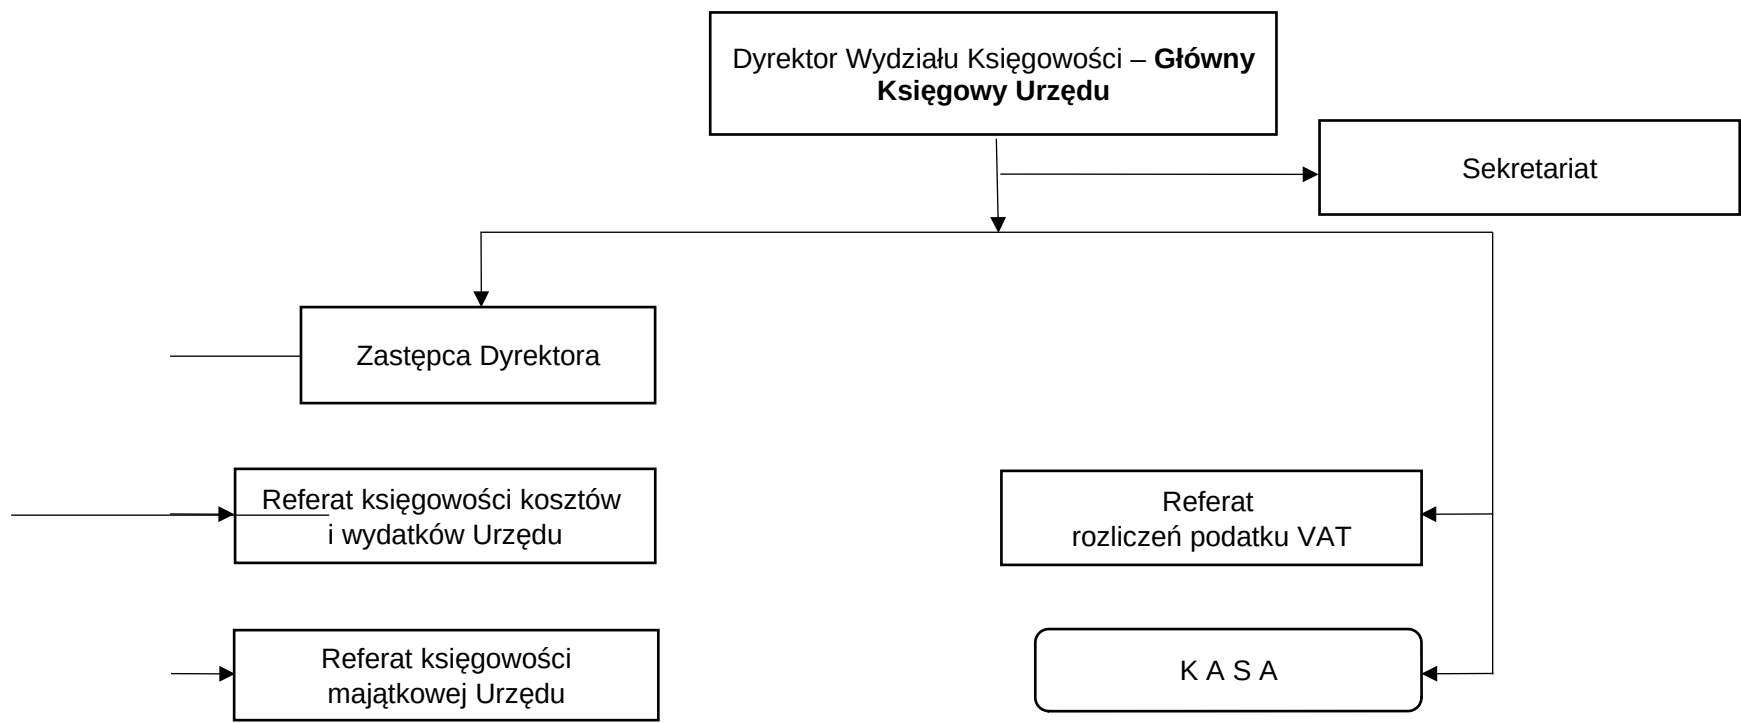 Dyrektor Wydziału Księgowości – Główny
Księgowy Urzędu
Sekretariat
Zastępca Dyrektora
Referat księgowości kosztów
i wydatków Urzędu
Referat
rozliczeń podatku VAT
Referat księgowości
majątkowej Urzędu
K A S A